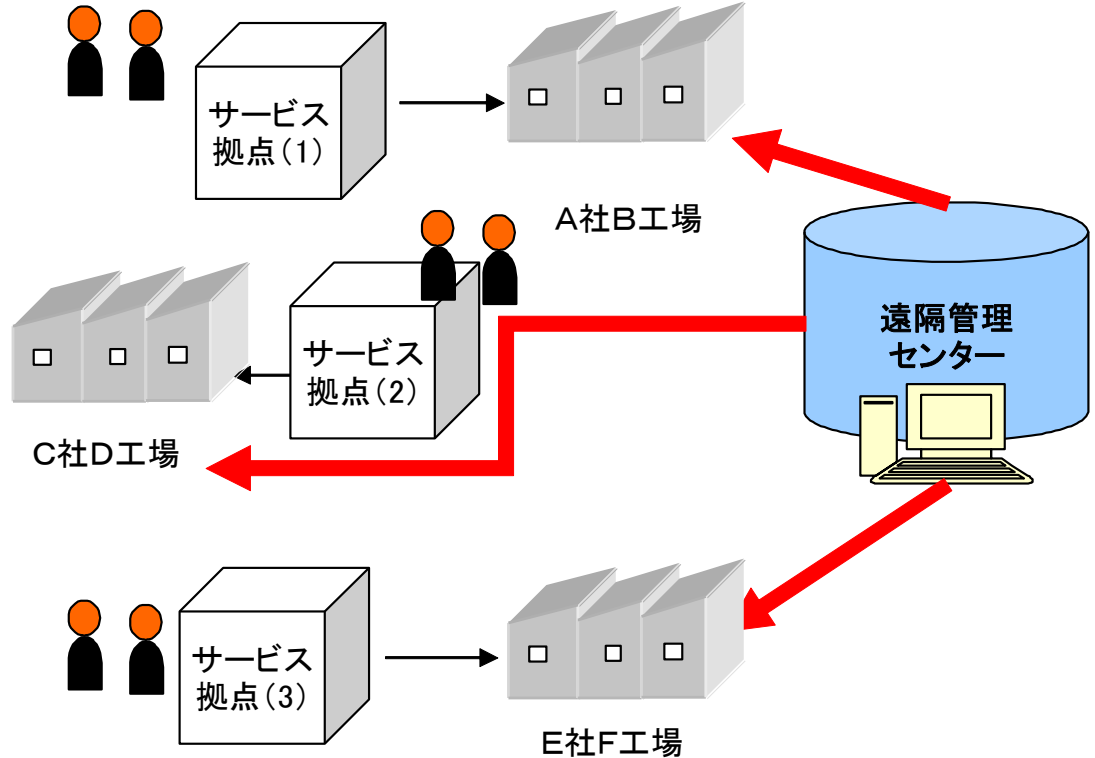 サービス
拠点(1)
A社B工場
遠隔管理
センター
サービス
拠点(2)
C社D工場
サービス
拠点(3)
E社F工場